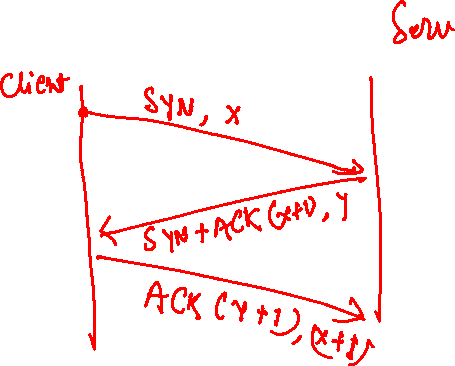 Serv
Client
SYN, x
SYN+ACK(x+1), y
ACK (y+1), (x+1)